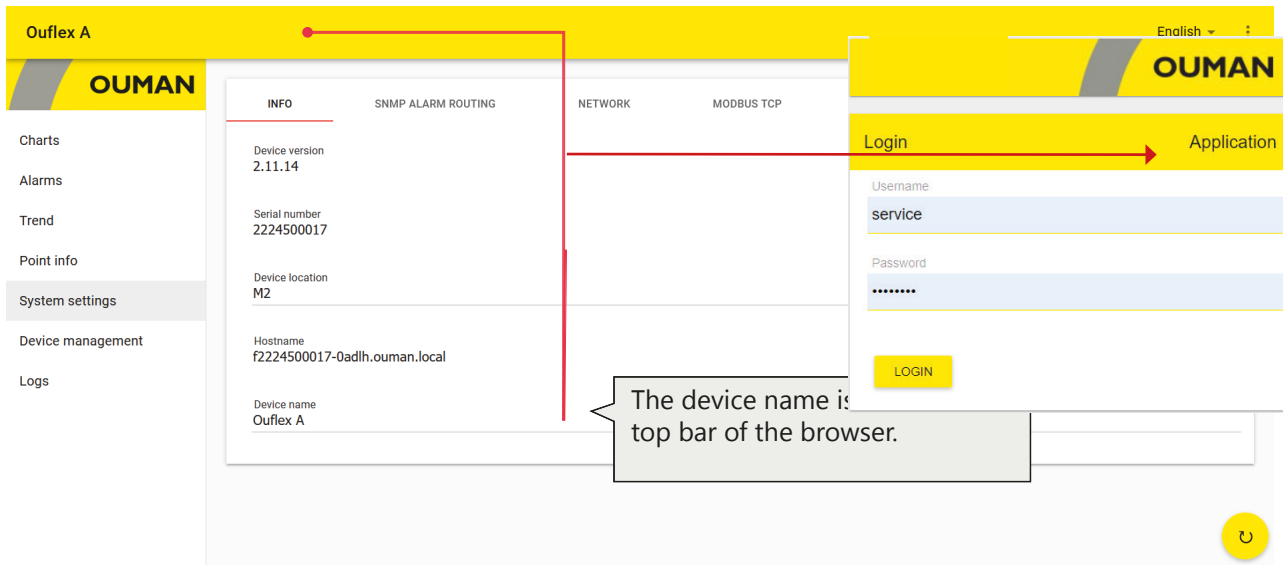 Ouflex A
English
OUMAN
OUMAN
INFO SNMP ALARM ROUTING NETWORK MODBUS TCP
Charts
Alarms
Trend
Point info
System settings
Device management
Logs
Device version
2.11.14
Serial number
2224500017
Device location
M2
Hostname
f2224500017-0adlh.ouman.local
Device name
Ouflex A
Login Application
Username
service
Password
••••••••
LOGIN
The device name is
top bar of the browser.